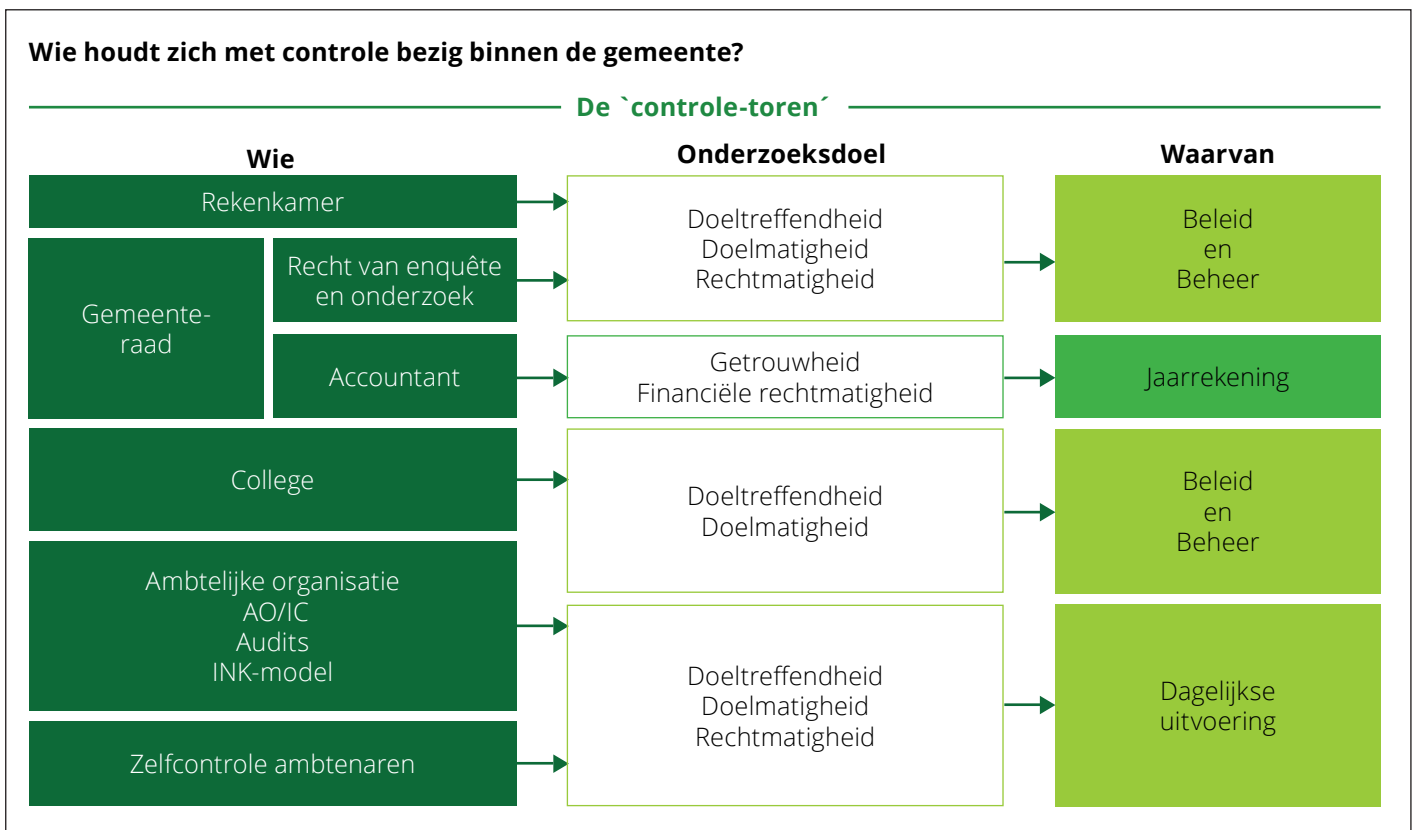 Wie houdt zich met controle bezig binnen de gemeente?
De `controle-toren´
Wie
Onderzoeksdoel
Waarvan
Rekenkamer
Doeltreffendheid
Doelmatigheid
Rechtmatigheid
Beleid
en
Beheer
Gemeente-
raad
Recht van enquête
en onderzoek
Accountant
Getrouwheid
Financiële rechtmatigheid
Jaarrekening
College
Doeltreffendheid
Doelmatigheid
Beleid
en
Beheer
Ambtelijke organisatie
AO/IC
Audits
INK-model
Doeltreffendheid
Doelmatigheid
Rechtmatigheid
Dagelijkse
uitvoering
Zelfcontrole ambtenaren